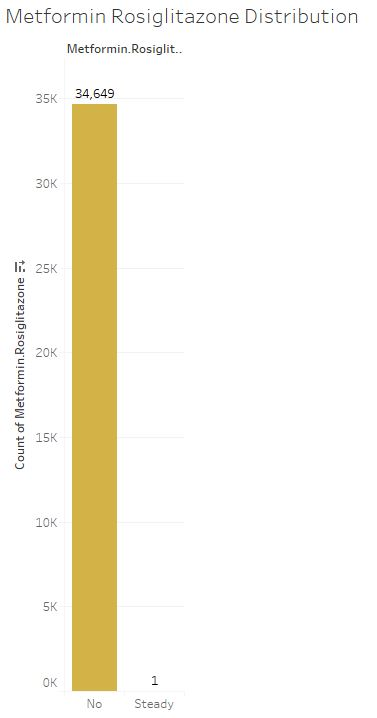 Metformin Rosiglitazone Distribution
Metformin.Rosiglit..
34,649
35K
30K
25K
20K
15K
10K
5K
0K
Count of Metformin.Rosiglitazone
1
No
Steady